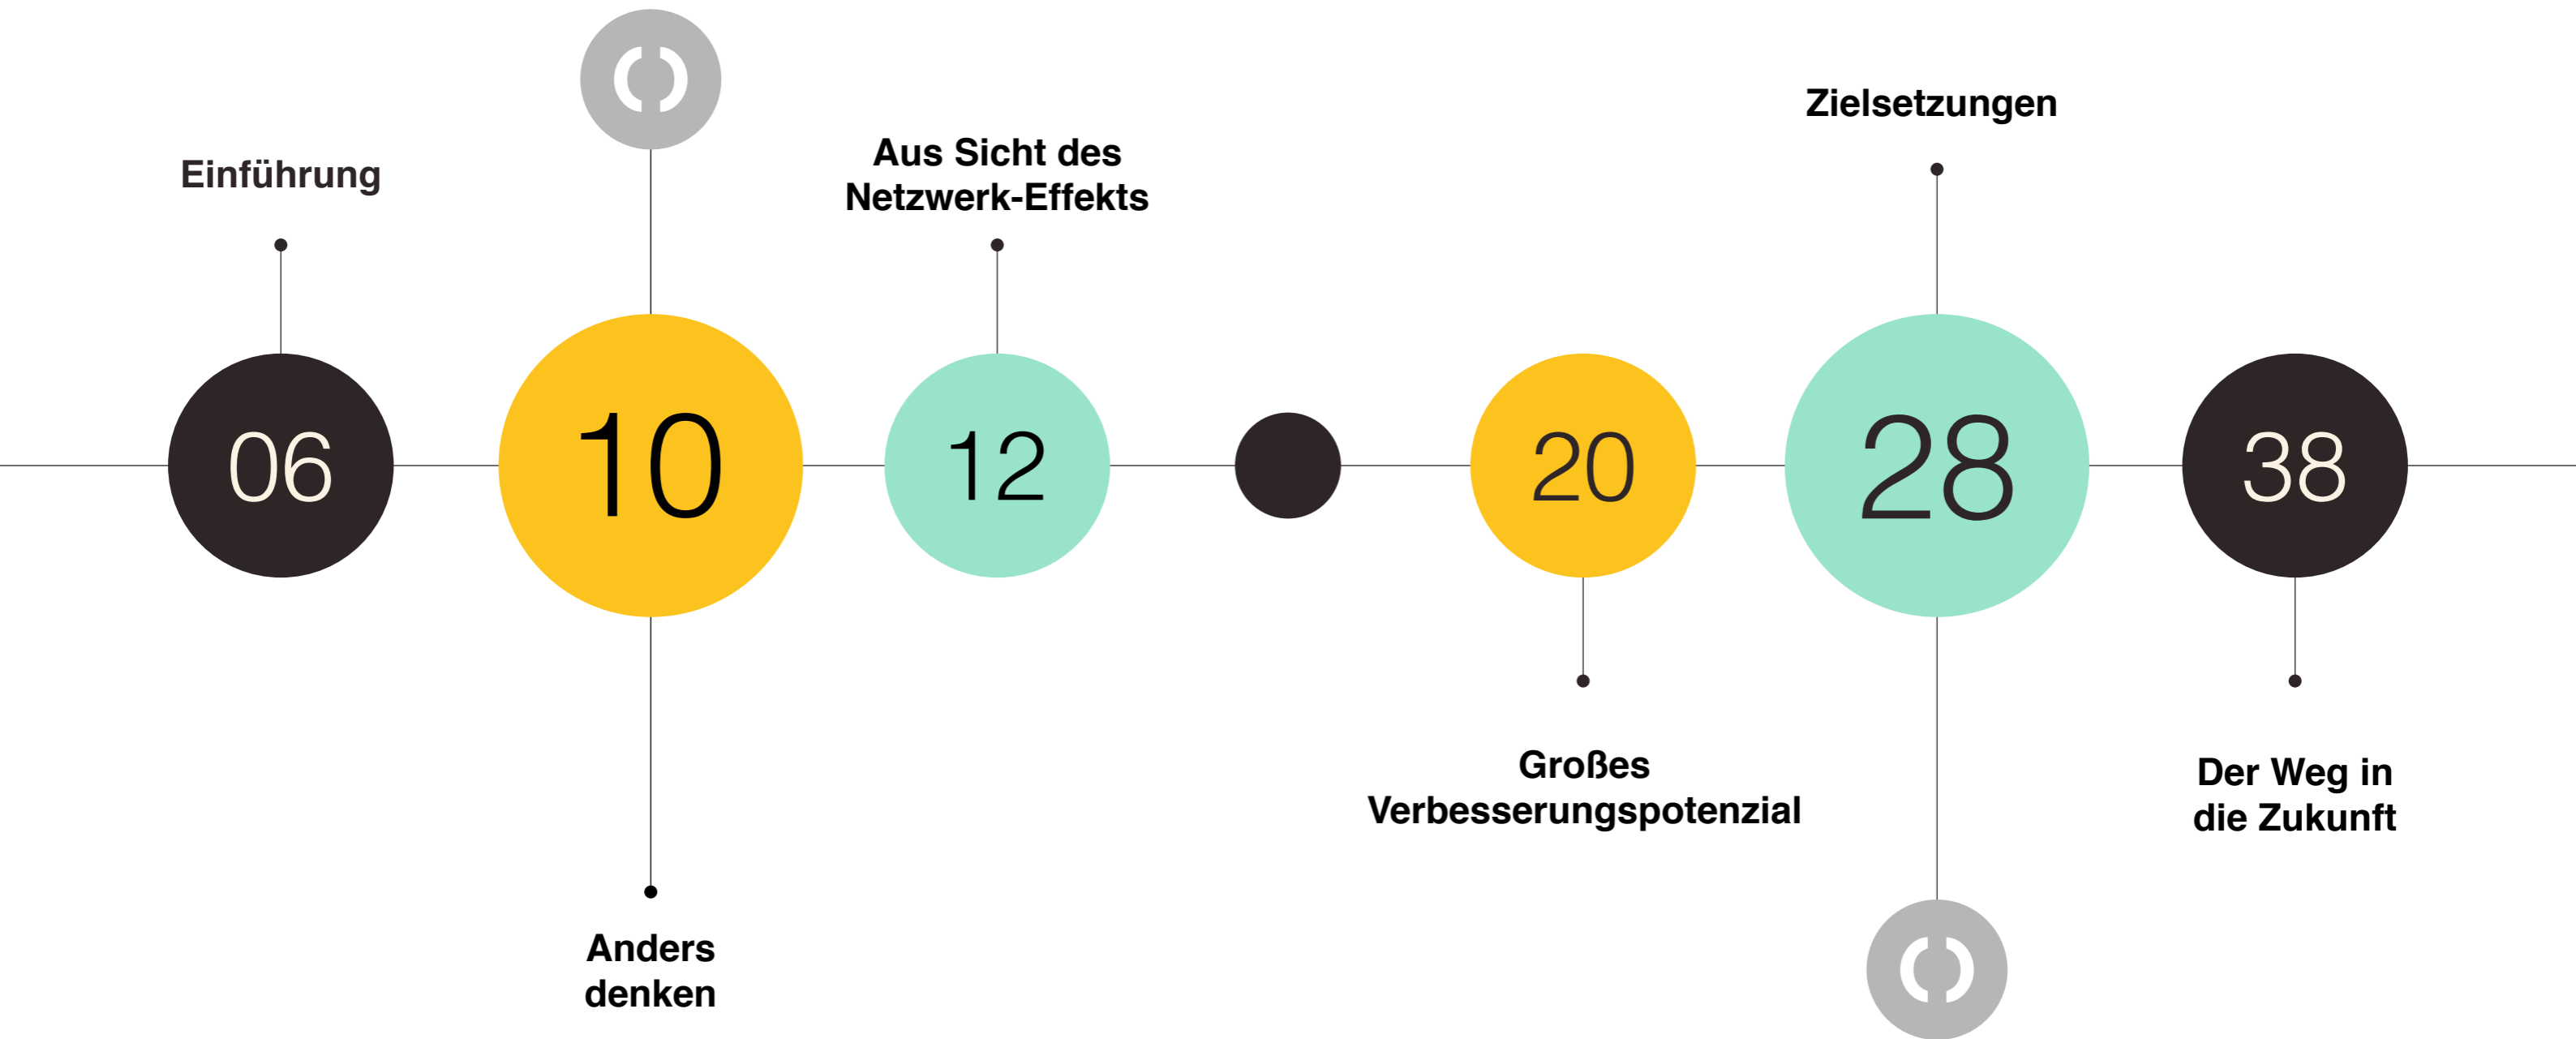 Einführung
06
10
Anders
denken
Aus Sicht des
Netzwerk-Effekts
12
20
Großes
Verbesserungspotenzial
Zielsetzungen
28
38
Der Weg in
die Zukunft